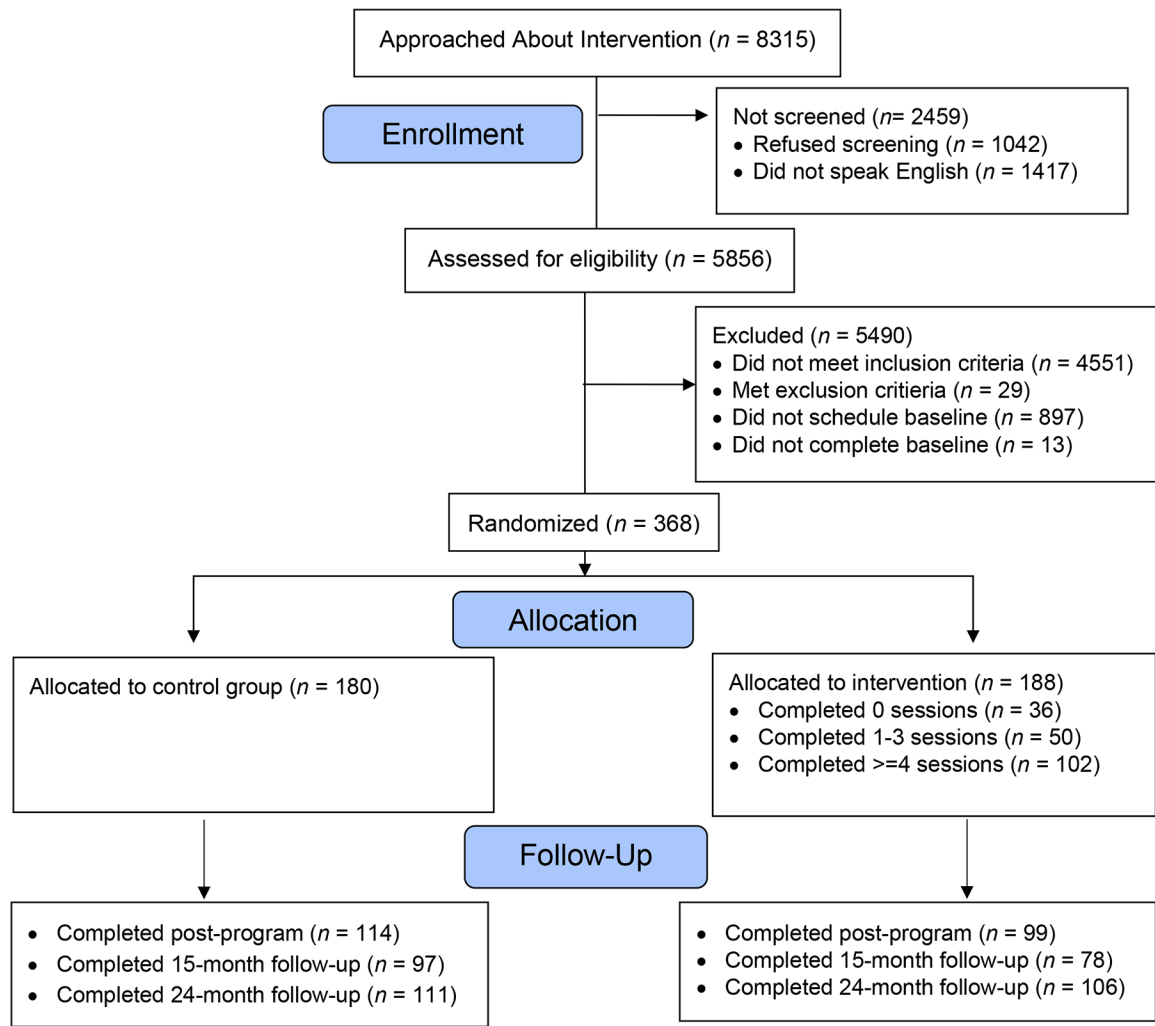 Approached About Intervention (n = 8315)
Enrollment
Not screened (n= 2459)
• Refused screening (n = 1042)
• Did not speak English (n = 1417)
Assessed for eligibility (n = 5856)
Excluded (n = 5490)
• Did not meet inclusion criteria (n = 4551)
• Met exclusion critieria (n = 29)
• Did not schedule baseline (n = 897)
• Did not complete baseline (n = 13)
Randomized (n = 368)
Allocation
Allocated to control group (n = 180)
Allocated to intervention (n = 188)
• Completed 0 sessions (n = 36)
• Completed 1-3 sessions (n = 50)
• Completed >=4 sessions (n = 102)
Follow-Up
• Completed post-program (n = 114)
• Completed 15-month follow-up (n = 97)
• Completed 24-month follow-up (n = 111)
• Completed post-program (n = 99)
• Completed 15-month follow-up (n = 78)
• Completed 24-month follow-up (n = 106)